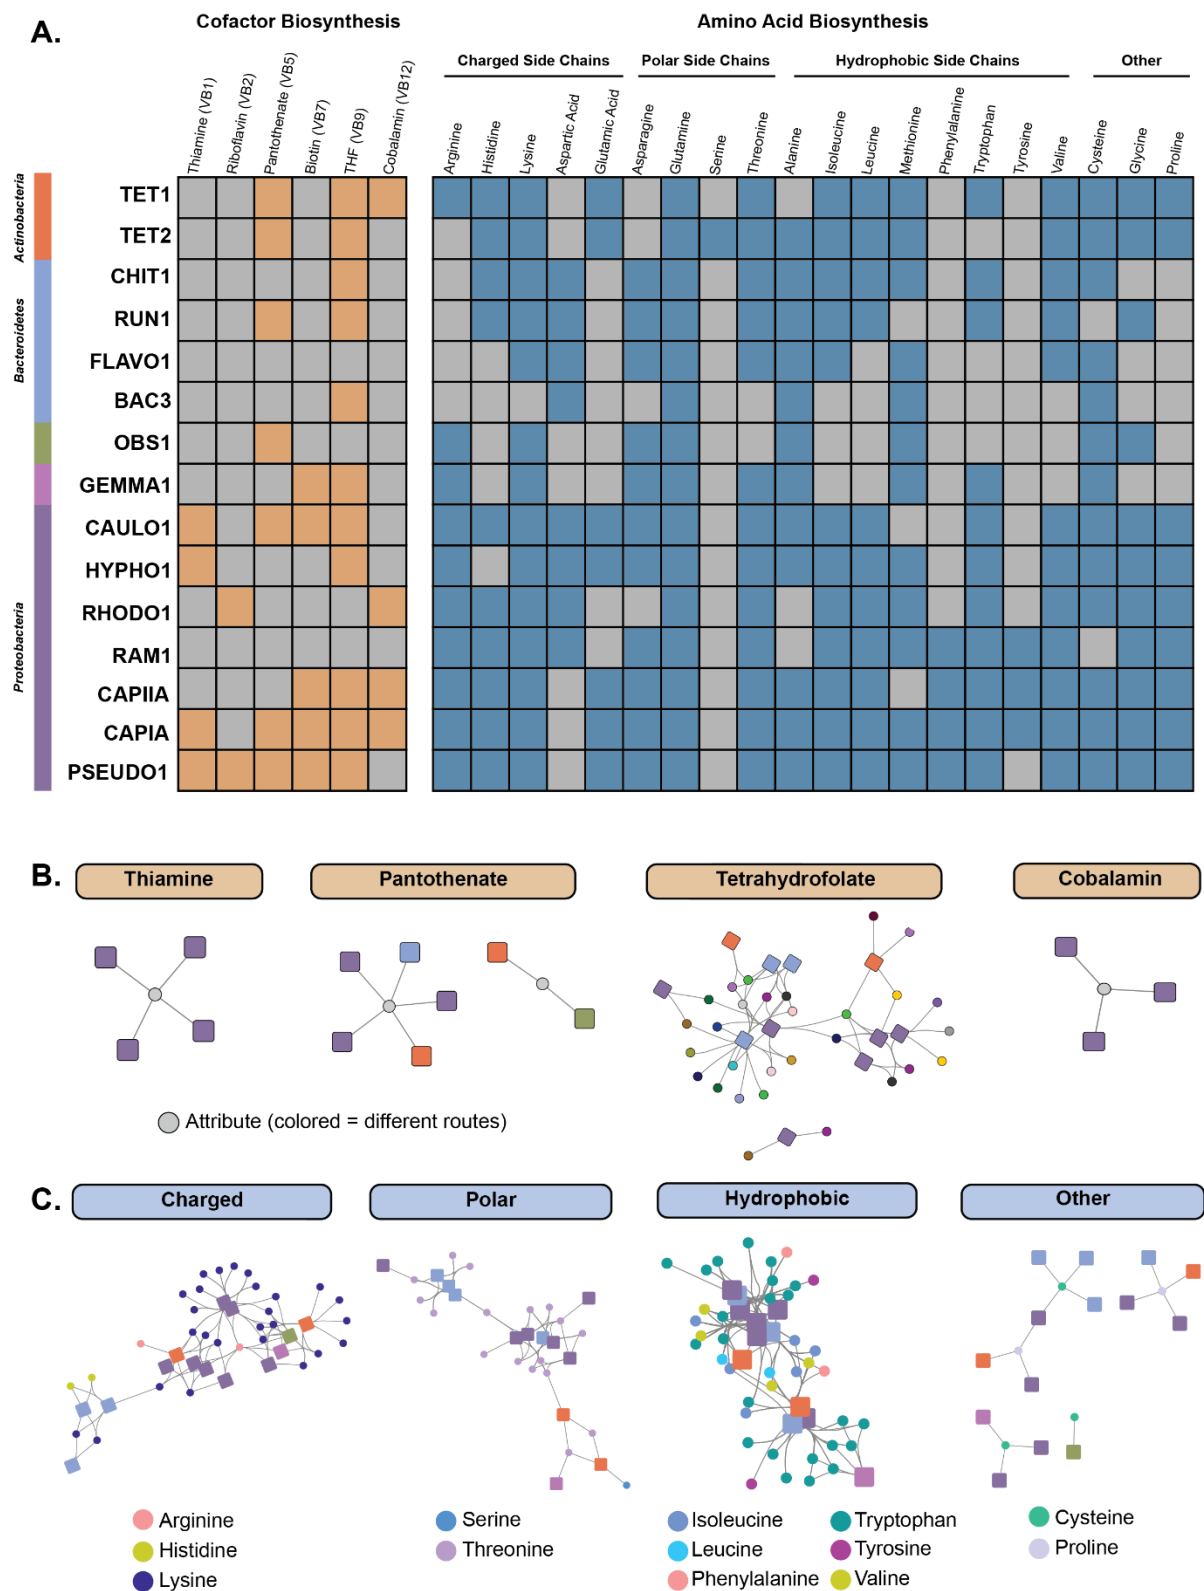 A.
Cofactor Biosynthesis
Amino Acid Biosynthesis
Charged Side Chains
Polar Side Chains
Hydrophobic Side Chains
Other
Thiamine (VB1)
Riboflavin (VB2)
Pantothenate (VB5)
Biotin (VB7)
THF (VB9)
Cobalamin (VB12)
Arginine
Histidine
Lysine
Aspartic Acid
Glutamic Acid
Asparagine
Glutamine
Serine
Threonine
Alanine
Isoleucine
Leucine
Methionine
Phenylalanine
Tryptophan
Tyrosine
Valine
Cysteine
Glycine
Proline
Actinobacteria
Bacteroidetes
Proteobacteria
TET1
TET2
CHIT1
RUN1
FLAVO1
BAC3
OBS1
GEMMA1
CAULO1
HYPHO1
RHODO1
RAM1
CAPIIA
CAPIA
PSEUDO1
B.
Thiamine
Pantothenate
Tetrahydrofolate
Cobalamin
Attribute (colored = different routes)
C.
Charged
Polar
Hydrophobic
Other
Arginine
Histidine
Lysine
Serine
Threonine
Isoleucine
Leucine
Phenylalanine
Tryptophan
Tyrosine
Valine
Cysteine
Proline